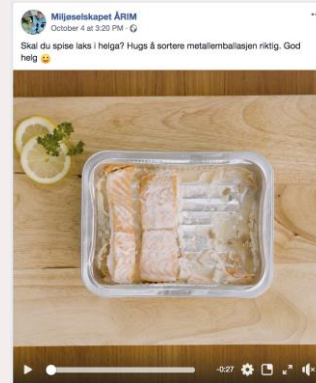 Miljøselskapet ÅRIM
October 4 at 3:20 PM ·
Skal du spise laks i helga? Hugs å sortere metallemballasjen riktig. God
helg
-0:27